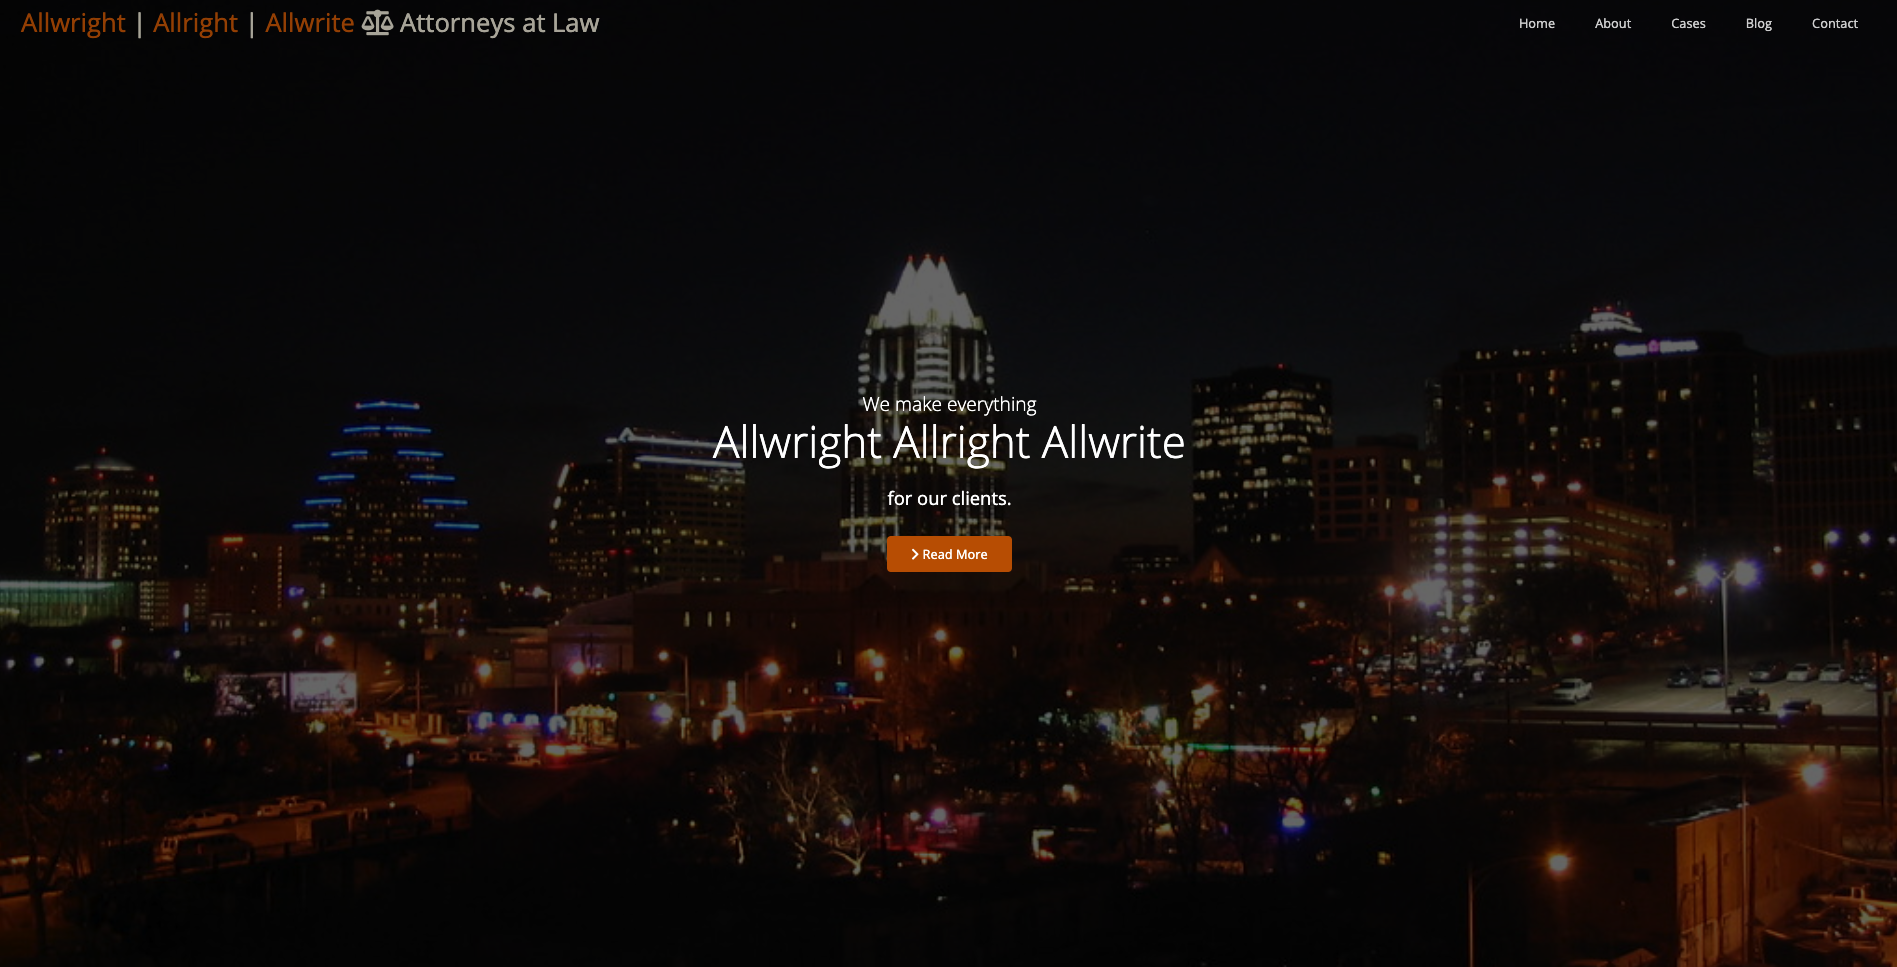 Allwright | Allright | Allwrite Attorneys at Law
Home About Cases Blog Contact
We make everything
Allwright Allright Allwrite
for our clients.
Read More